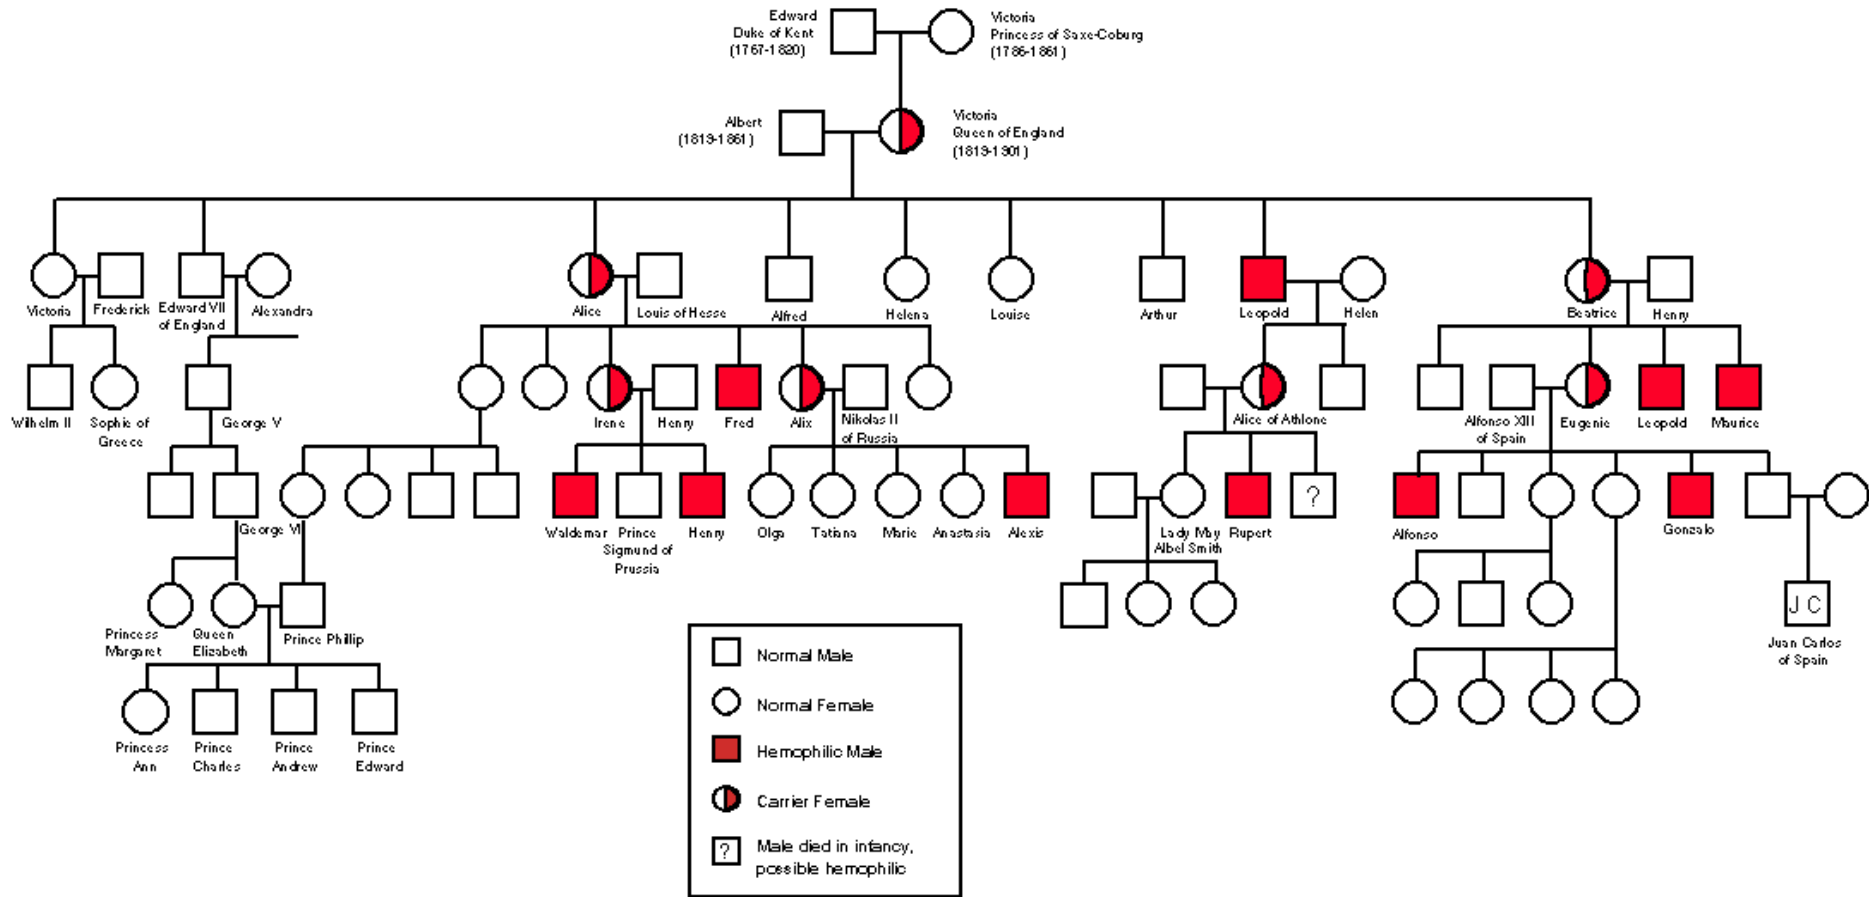 Edward
Duke of Kent
(1767-1820)
Victoria
Princess of Saxe-Coburg
(1786-1861)
Albert
(1819-1861)
Victoria
Queen of England
(1819-1901)
Victoria
Frederick
Edward VII
of England
Alexandra
Alice
Louis of Hesse
Alfred
Helena
Louise
Arthur
Leopold
Helen
Beatrice
Henry
Wilhelm II
Sophie of
Greece
George V
Irene
Henry
Fred
Alix
Nikolas II
of Russia
Alice of Athlone
Alfonso XIII
of Spain
Eugenie
Leopold
Maurice
George VI
Waldemar
Prince
Sigmund of
Prussia
Henry
Olga
Tatiana
Marie
Anastasia
Alexis
Lady May
Abel Smith
Rupert
?
Alfonso
Gonzalo
Princess
Margaret
Queen
Elizabeth
Prince Phillip
J C
Juan Carlos
of Spain
Princess
Ann
Prince
Charles
Prince
Andrew
Prince
Edward
Normal Male
Normal Female
Hemophilic Male
Carrier Female
?
Male died in infancy,
possible hemophilic